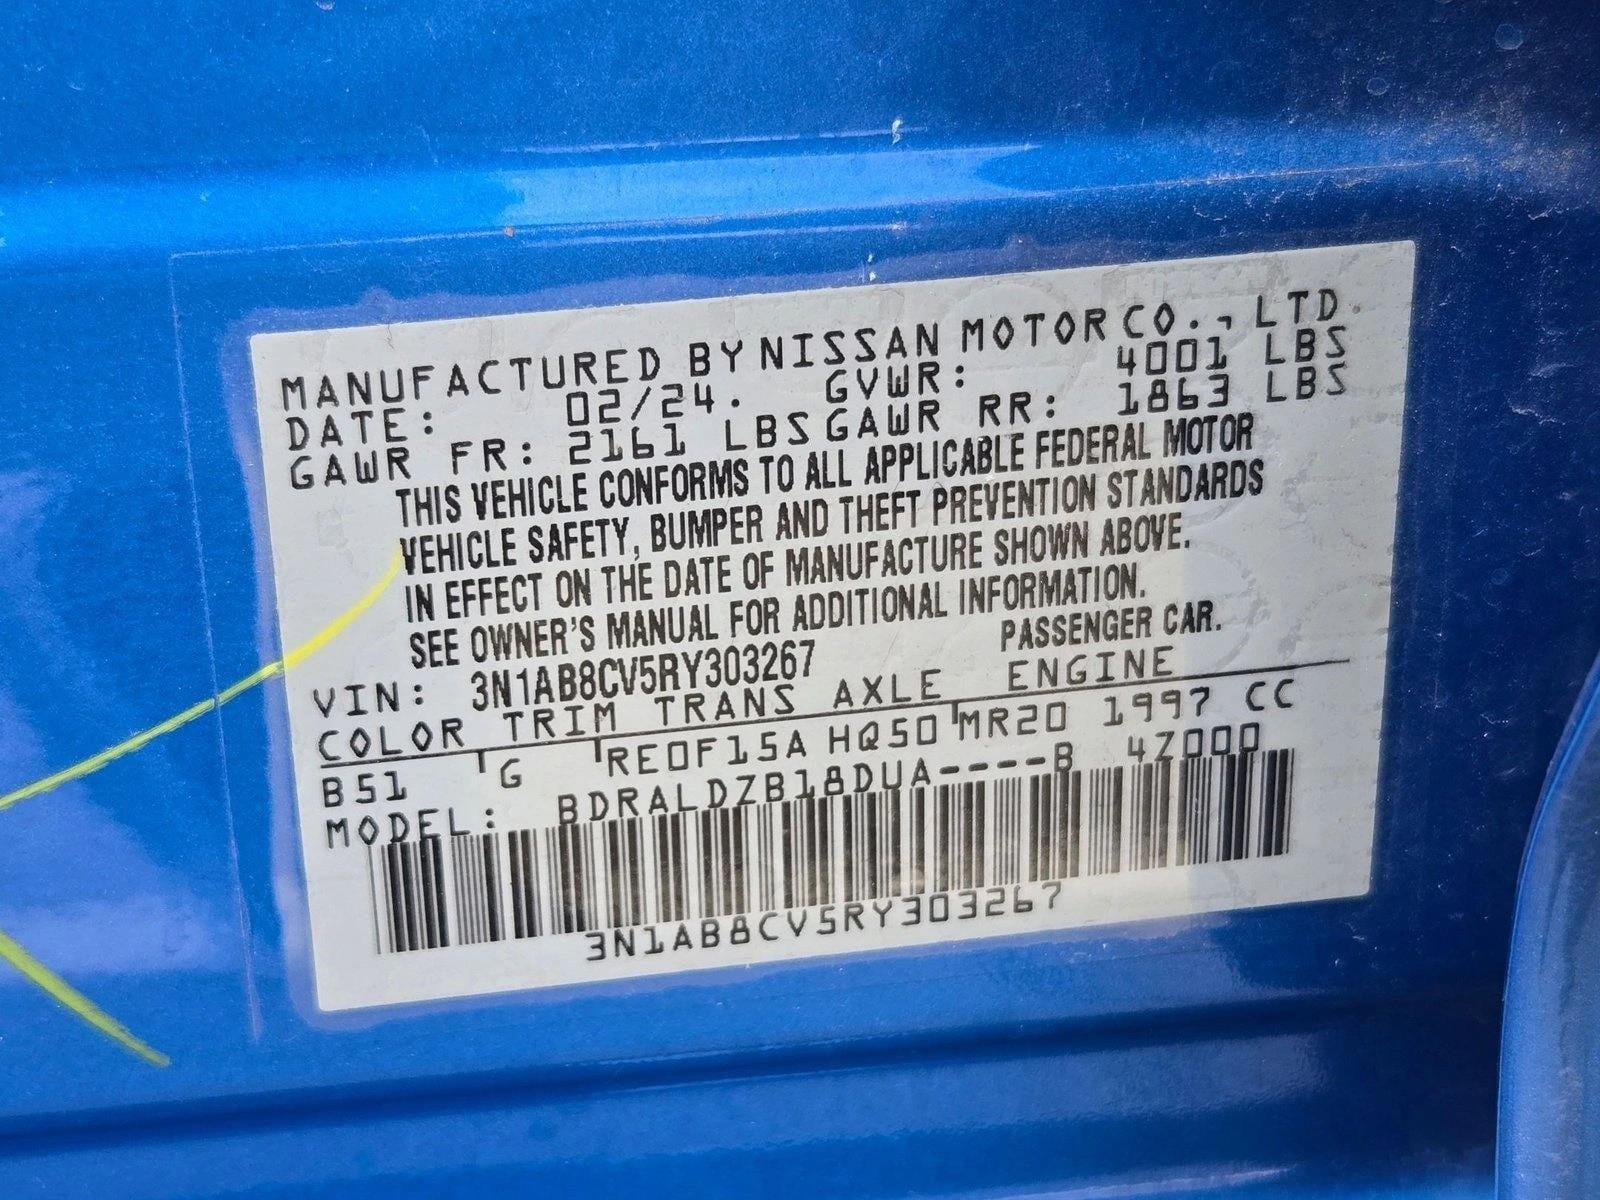 MANUFACTURED BY NISSAN MOTOR CO., LTD.
DATE: 02/24. GVWR: 4001 LBS
GAWR FR: 2161 LBS GAWR RR: 1863 LBS
THIS VEHICLE CONFORMS TO ALL APPLICABLE FEDERAL MOTOR
VEHICLE SAFETY, BUMPER AND THEFT PREVENTION STANDARDS
IN EFFECT ON THE DATE OF MANUFACTURE SHOWN ABOVE.
SEE OWNER'S MANUAL FOR ADDITIONAL INFORMATION.
VIN: 3N1AB8CV5RY303267 PASSENGER CAR.
COLOR TRIM TRANS AXLE ENGINE
B51 G RE0F15A HQ50 MR20 1997 CC
MODEL: BDRALDZB18DUA----B 4Z000
3N1AB8CV5RY303267